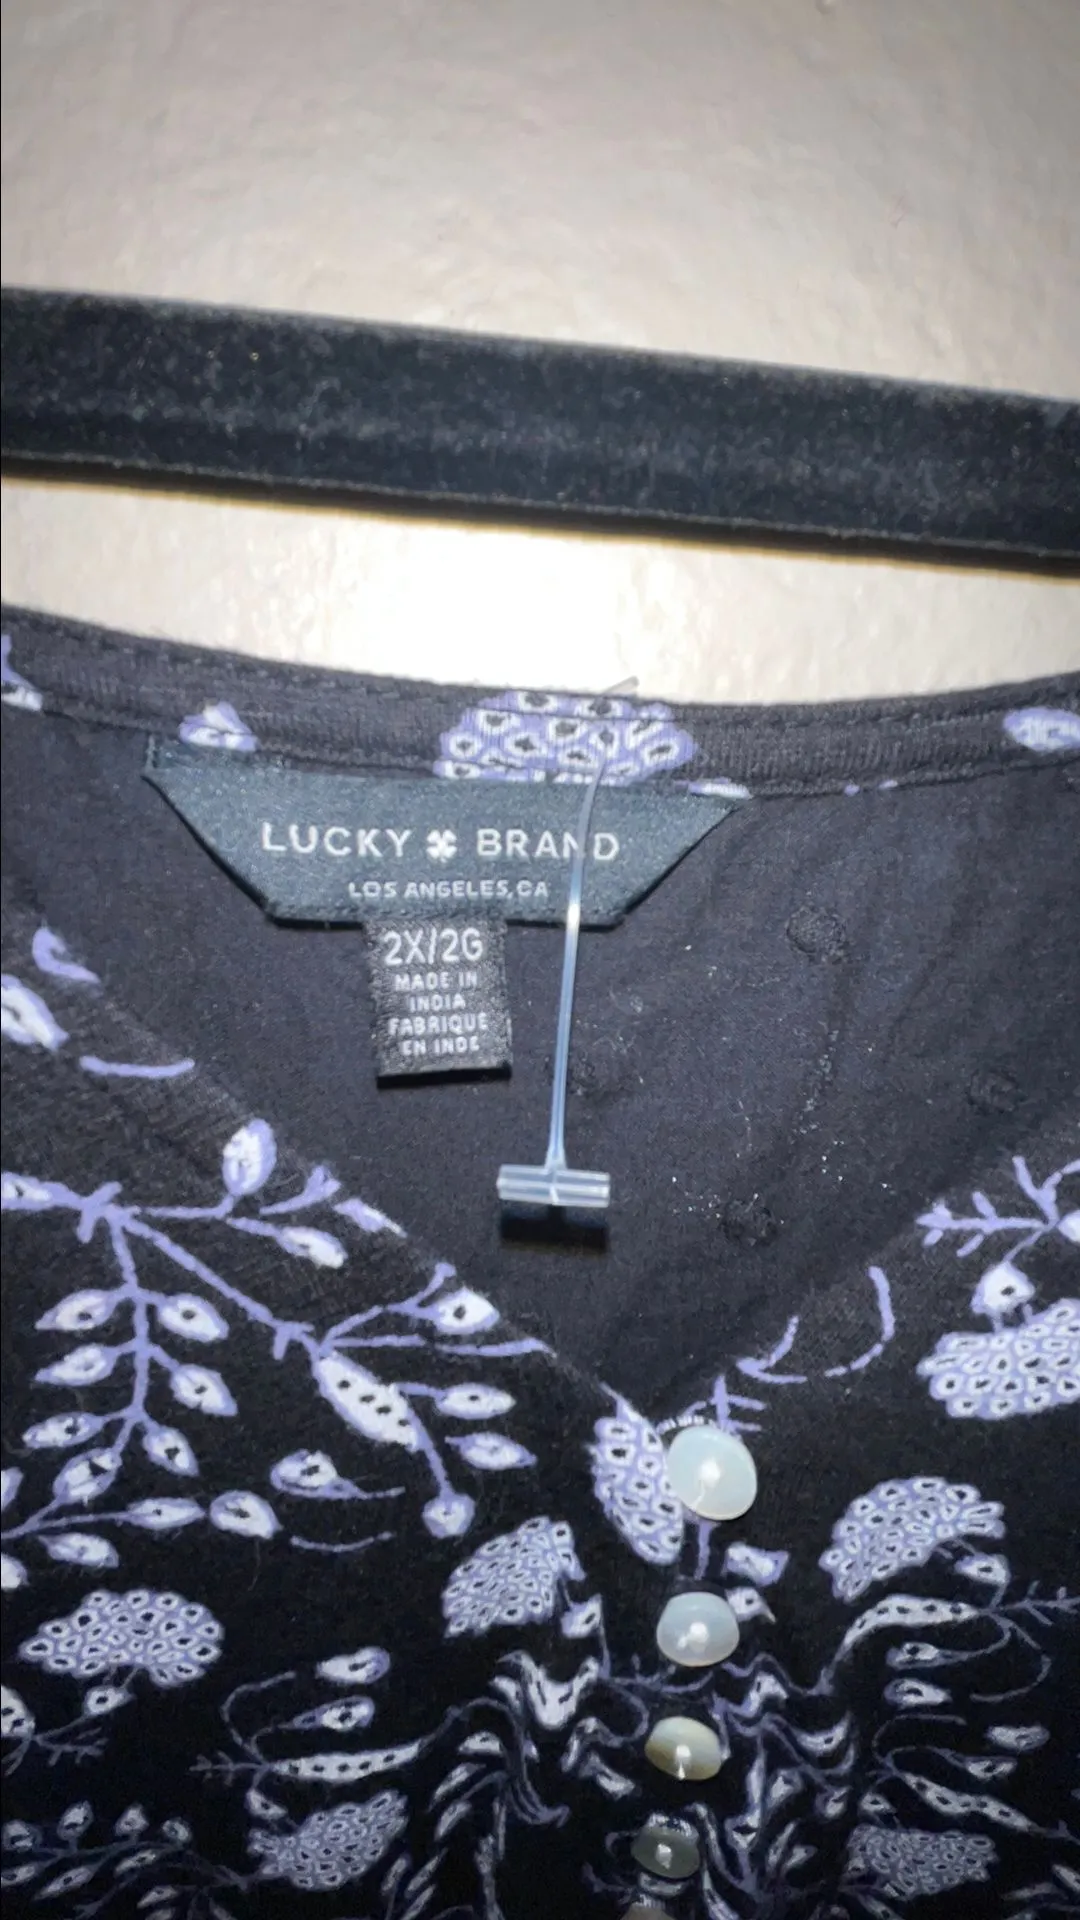 LUCKY BRAND
LOS ANGELES, CA
2X/2G
MADE IN
INDIA
FABRIQUE
EN INDE